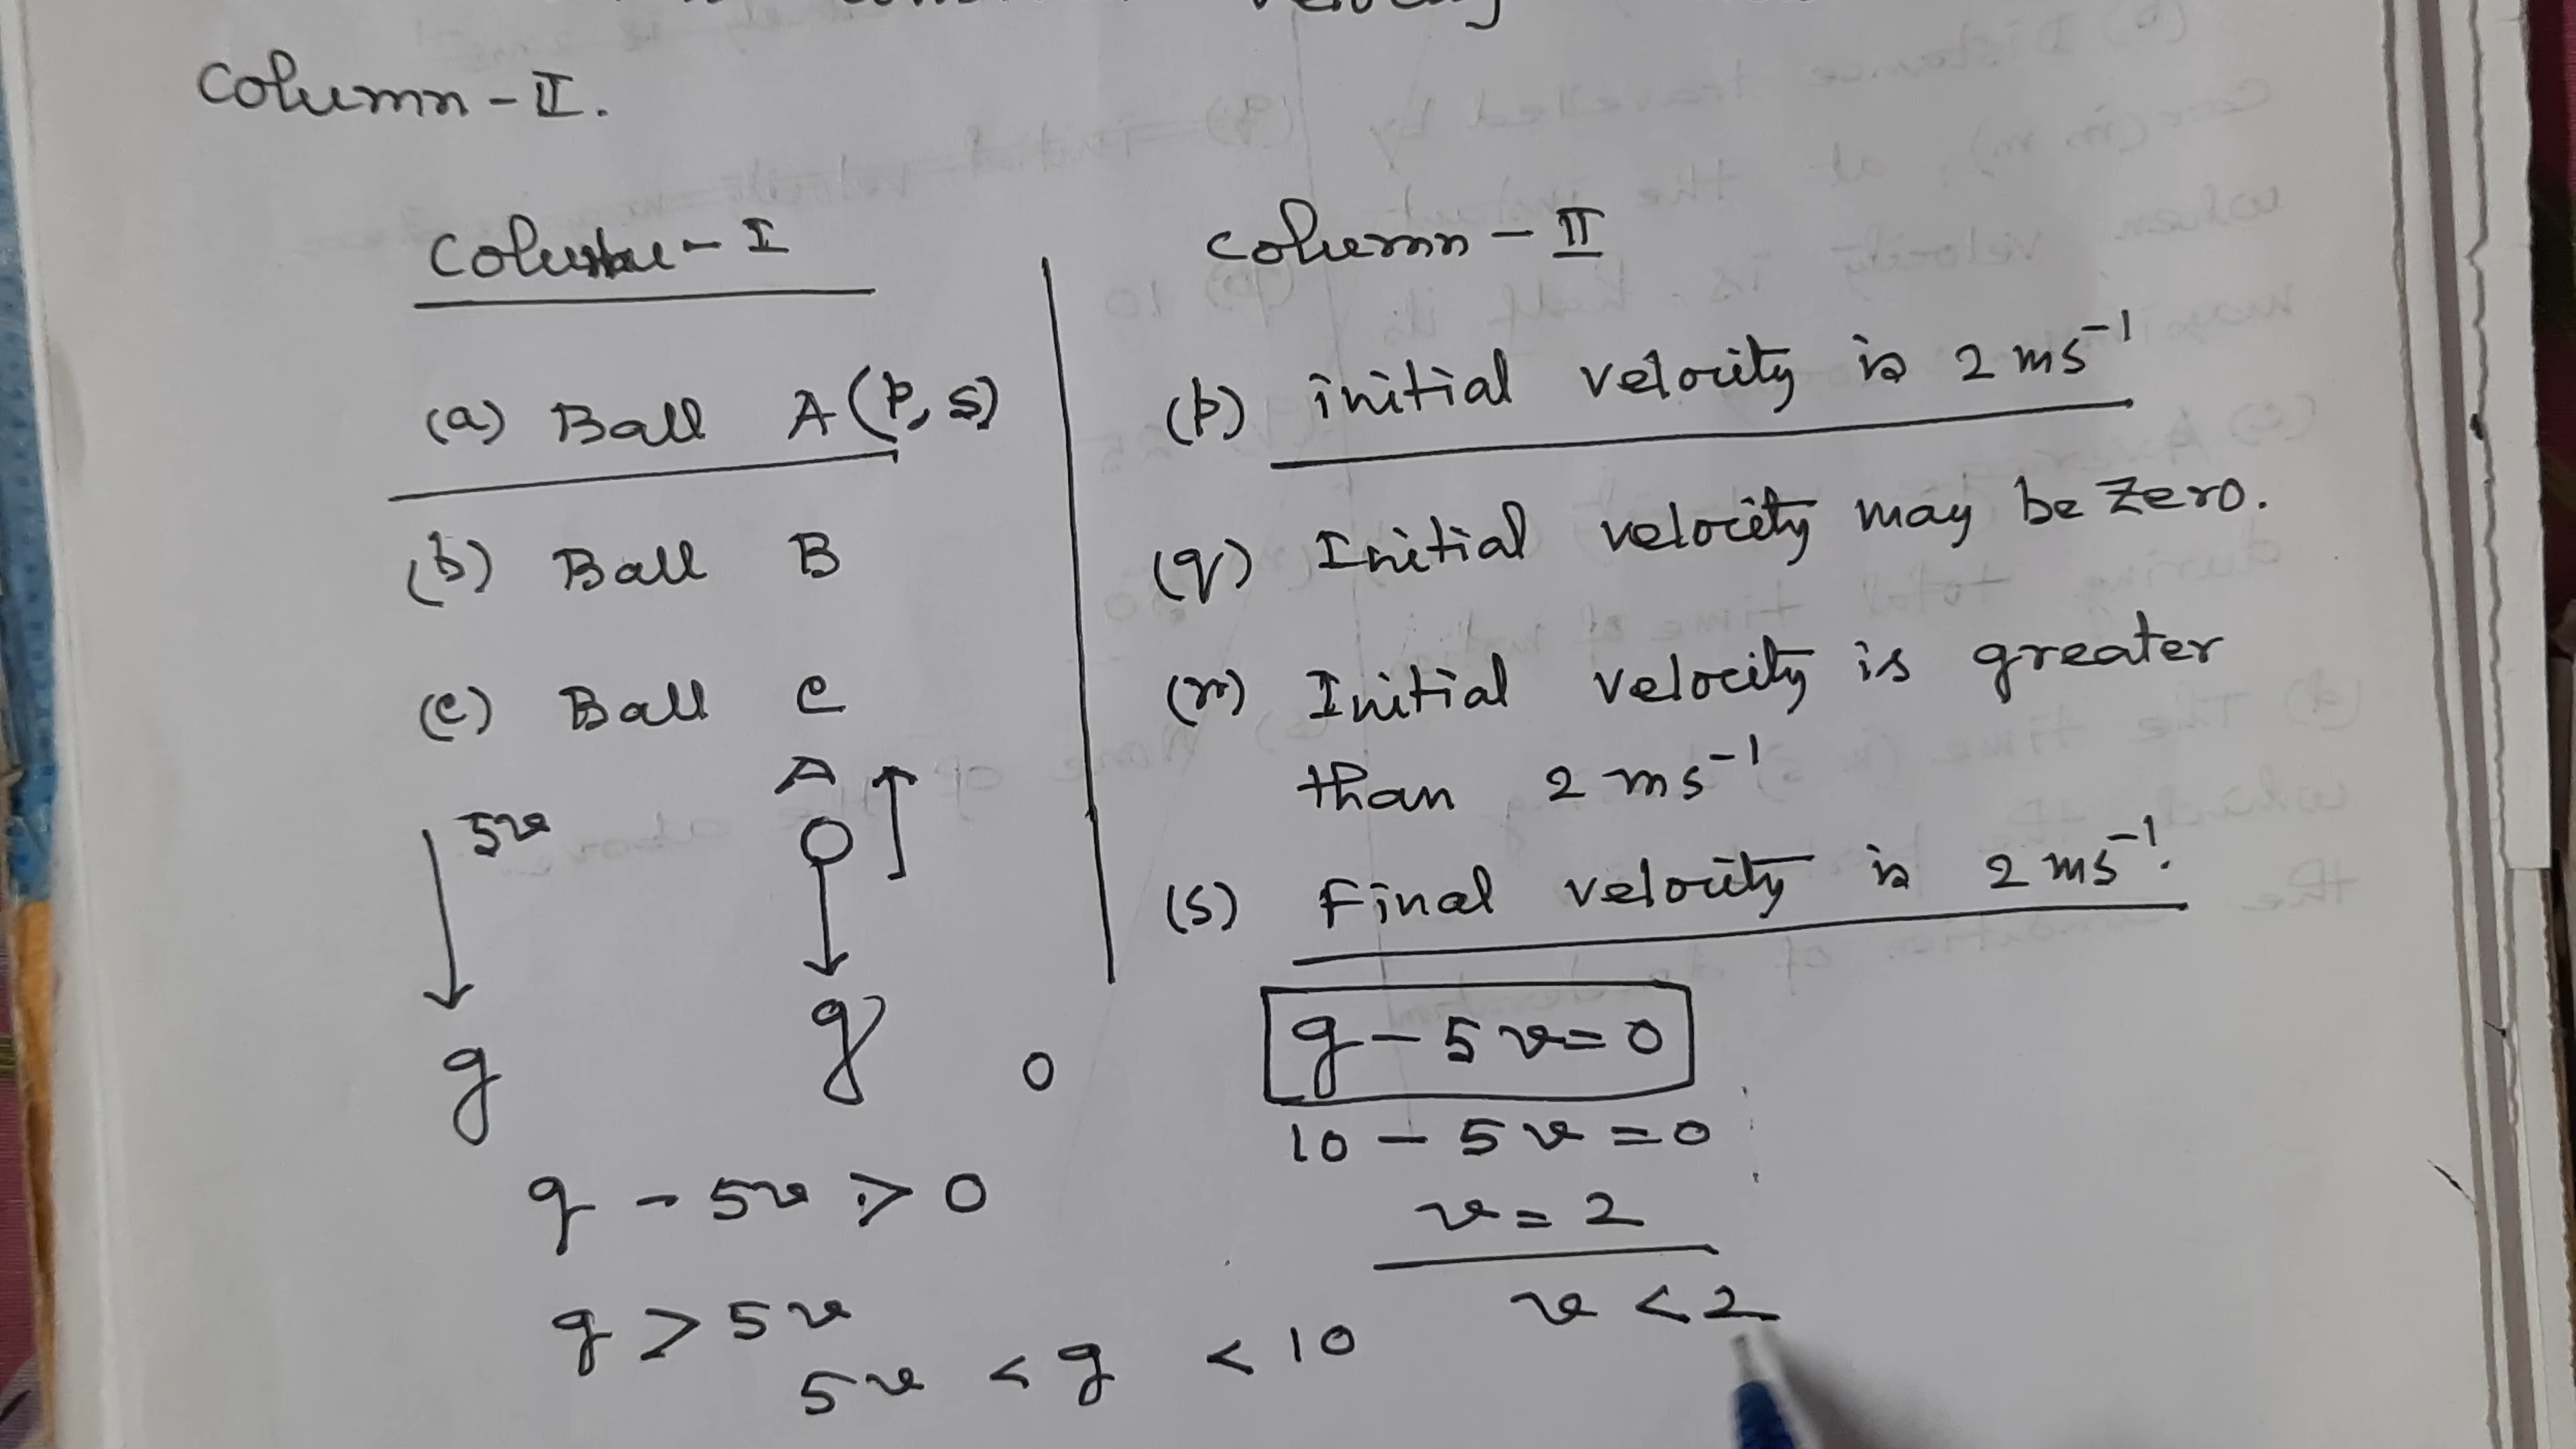 velocity
Column - II.
Column - I
Column - II
(a) Ball A (p, s)
(p) initial velocity is 2 ms⁻¹
(b) Ball B
(q) Initial velocity may be zero.
(c) Ball C
(r) Initial velocity is greater
than 2 ms⁻¹
(s) Final velocity is 2 ms⁻¹.
A
5v
g
g
0
g - 5v = 0
10 - 5v = 0
v = 2
v < 2
g - 5v > 0
g > 5v
5v < g < 10